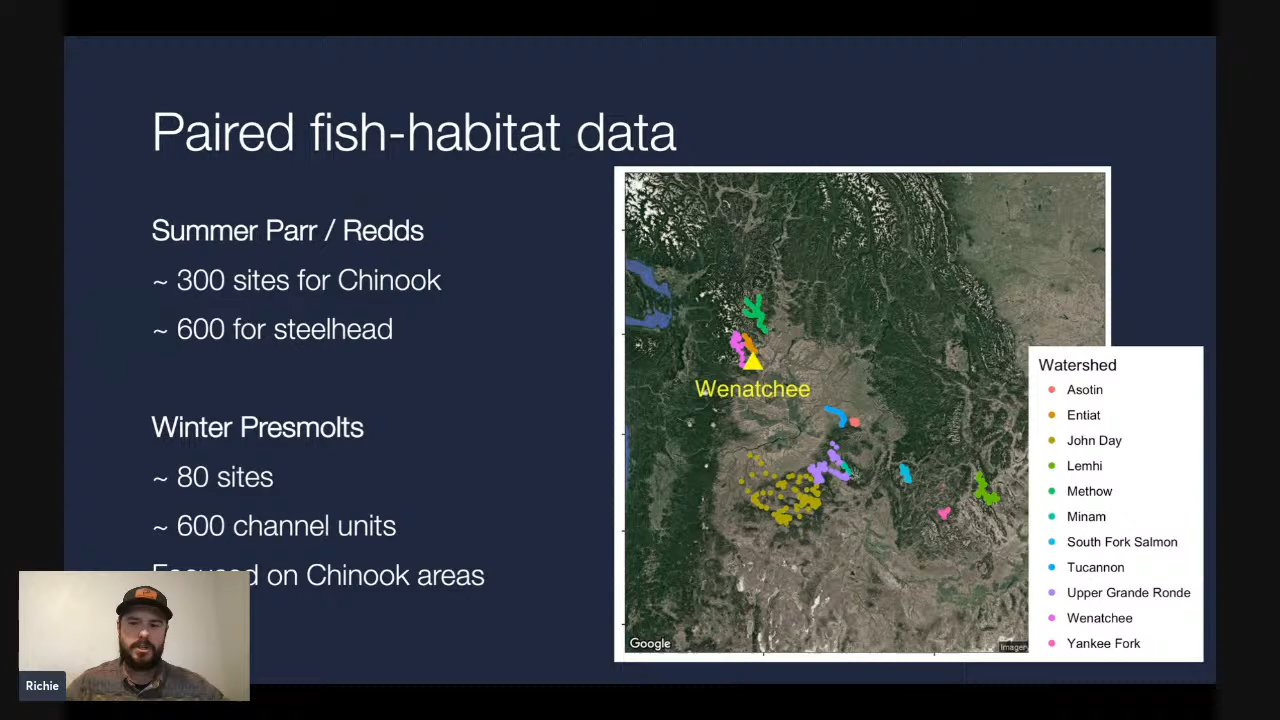 Paired fish-habitat data
Summer Parr / Redds
~ 300 sites for Chinook
~ 600 for steelhead
Winter Presmolts
~ 80 sites
~ 600 channel units
Focused on Chinook areas
Wenatchee
Google
Imagery
Watershed
Asotin
Entiat
John Day
Lemhi
Methow
Minam
South Fork Salmon
Tucannon
Upper Grande Ronde
Wenatchee
Yankee Fork
Richie